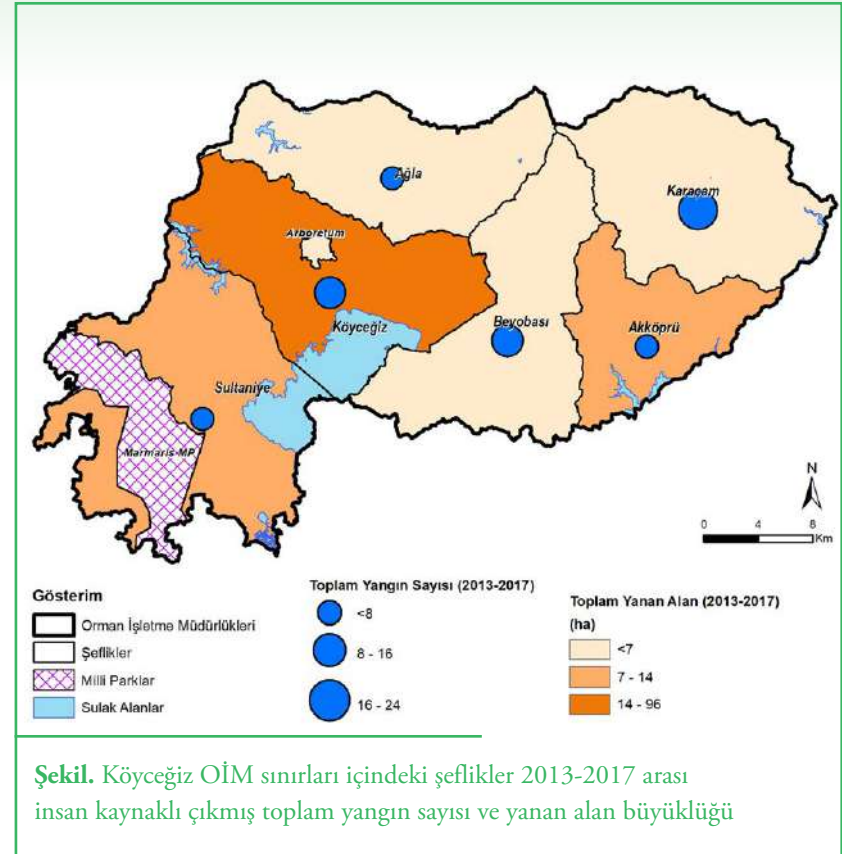 Ağla
Karaçam
Arboretum
Köyceğiz
Beyobası
Akköprü
Sultaniye
Marmaris MP
N
0 4 8
Km
Gösterim
Orman İşletme Müdürlükleri
Şeflikler
Milli Parklar
Sulak Alanlar
Toplam Yangın Sayısı (2013-2017)
<8
8 - 16
16 - 24
Toplam Yanan Alan (2013-2017)
(ha)
<7
7 - 14
14 - 96
Şekil. Köyceğiz OİM sınırları içindeki şeflikler 2013-2017 arası
insan kaynaklı çıkmış toplam yangın sayısı ve yanan alan büyüklüğü